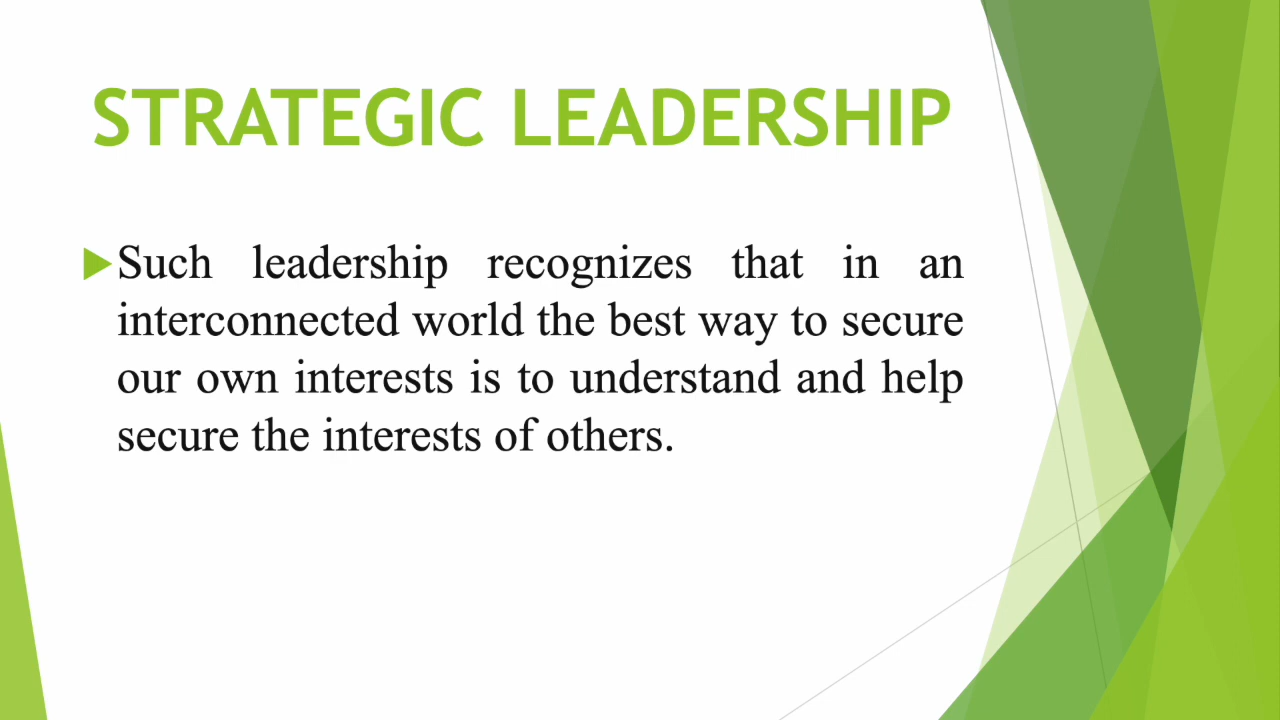 STRATEGIC LEADERSHIP
Such leadership recognizes that in an
interconnected world the best way to secure
our own interests is to understand and help
secure the interests of others.